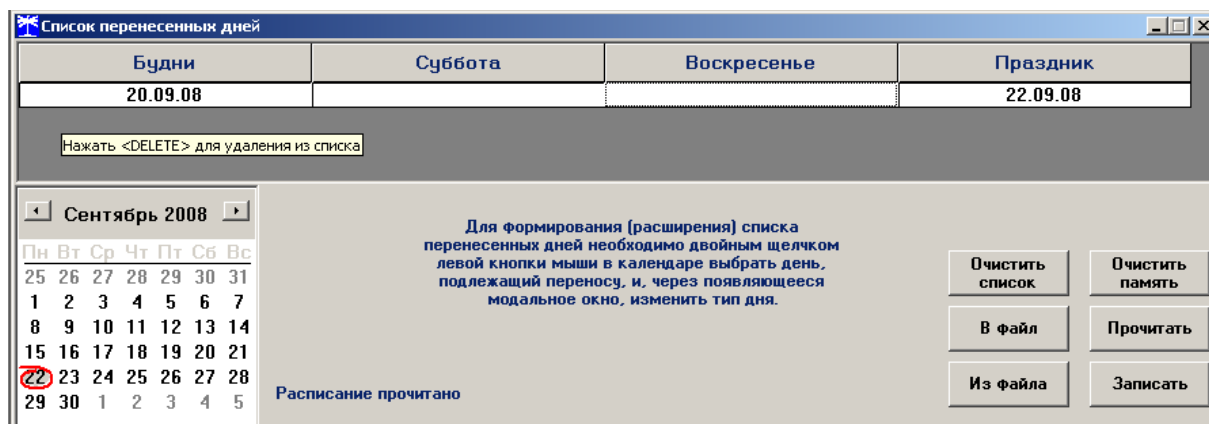 Список перенесенных дней
Будни Суббота Воскресенье Праздник
20.09.08 22.09.08
Нажать <DELETE> для удаления из списка
Сентябрь 2008
Пн Вт Ср Чт Пт Сб Вс
25 26 27 28 29 30 31
1 2 3 4 5 6 7
8 9 10 11 12 13 14
15 16 17 18 19 20 21
22 23 24 25 26 27 28
29 30 1 2 3 4 5
Для формирования (расширения) списка
перенесенных дней необходимо двойным щелчком
левой кнопки мыши в календаре выбрать день,
подлежащий переносу, и, через появляющееся
модальное окно, изменить тип дня.
Расписание прочитано
Очистить
список
Очистить
память
В файл
Прочитать
Из файла
Записать